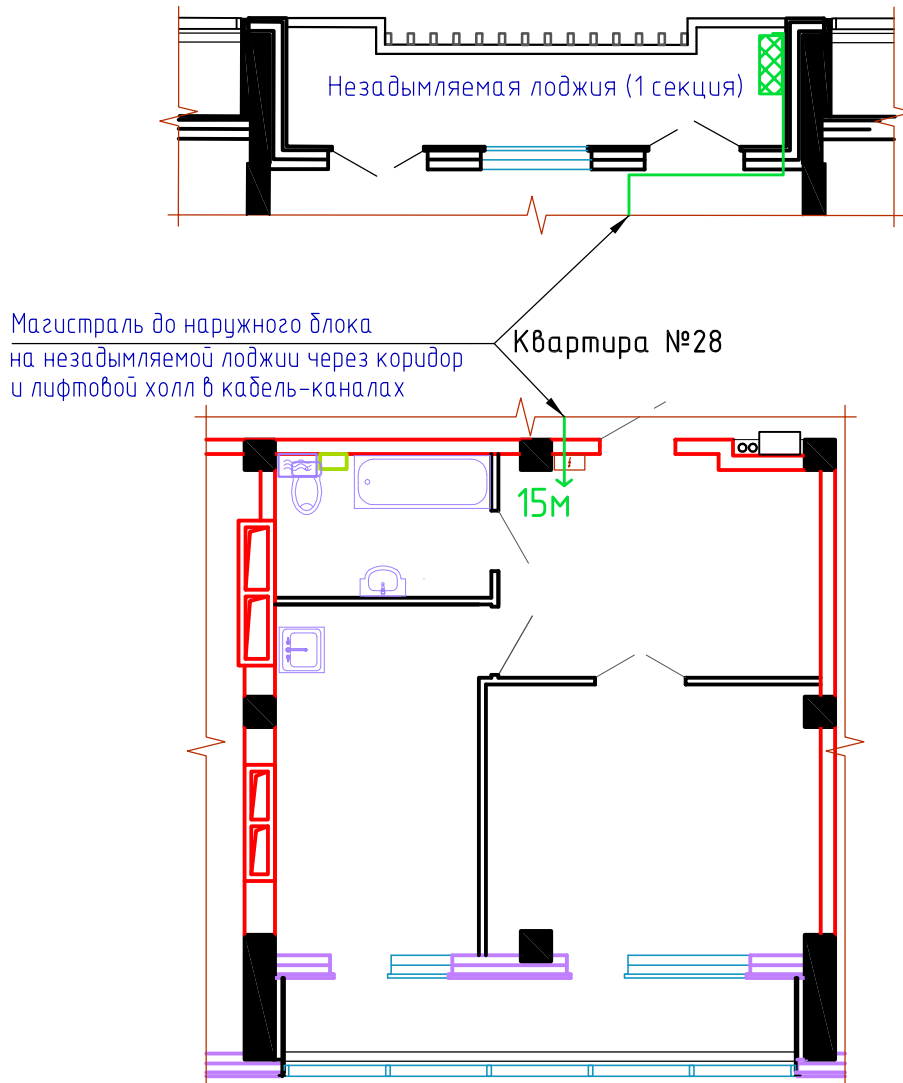 Незадымляемая лоджия (1 секция)
Магистраль до наружного блока
на незадымляемой лоджии через коридор
и лифтовой холл в кабель-каналах
Квартира №28
15м